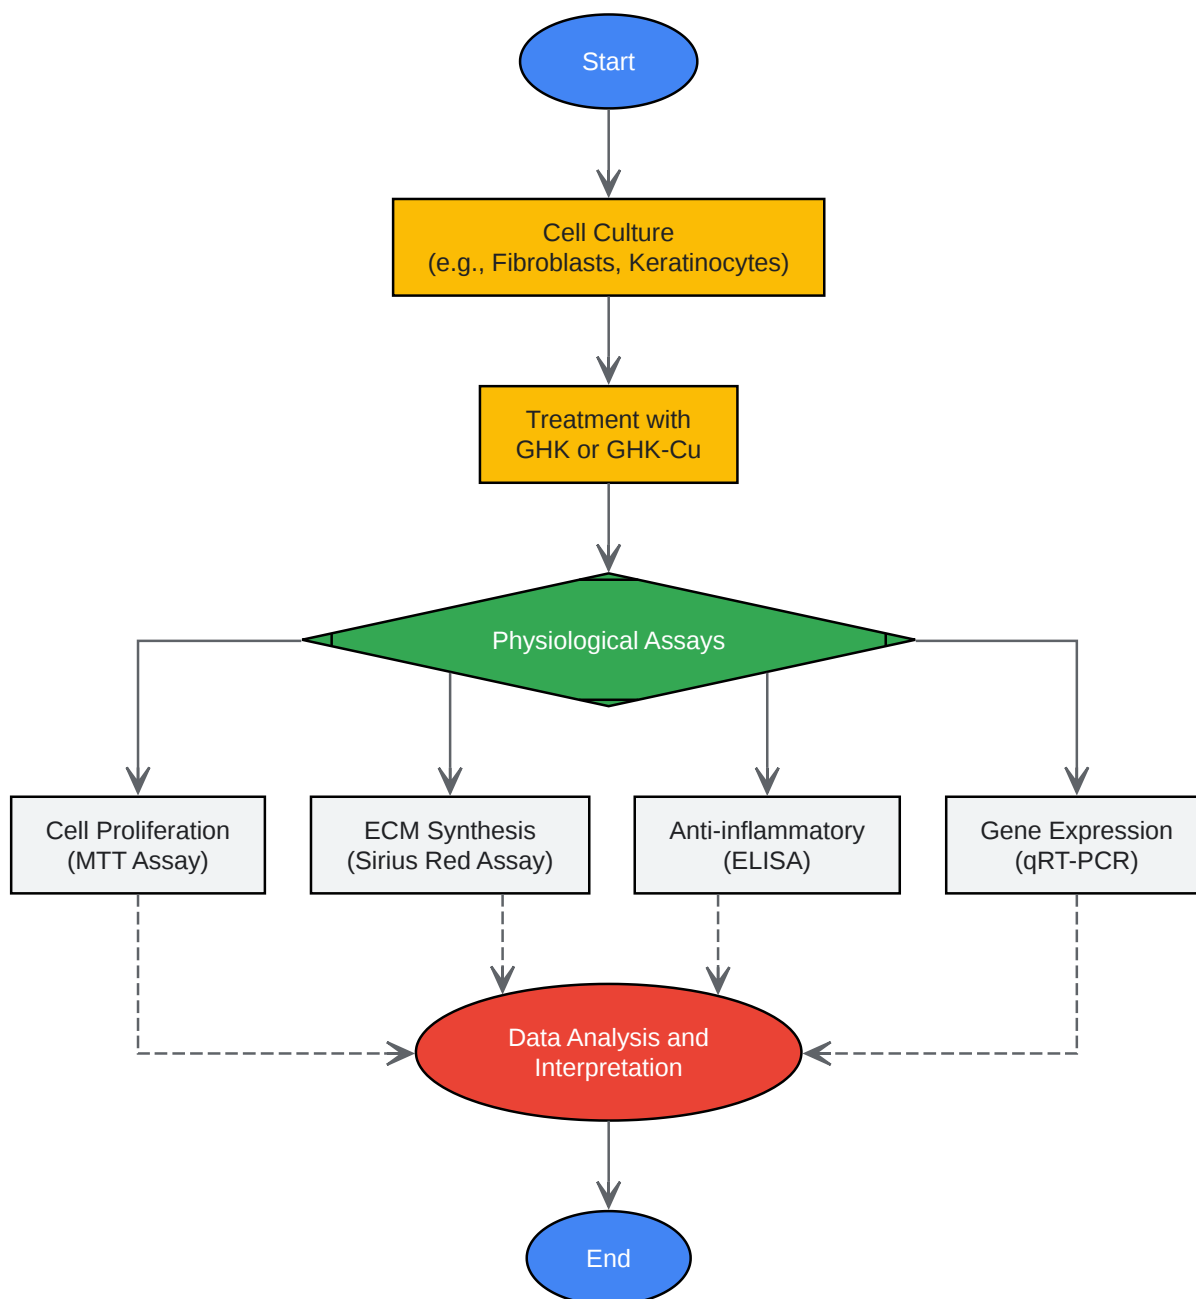 Start
Cell Culture
(e.g., Fibroblasts, Keratinocytes)
Treatment with
GHK or GHK-Cu
Physiological Assays
Cell Proliferation
(MTT Assay)
ECM Synthesis
(Sirius Red Assay)
Anti-inflammatory
(ELISA)
Gene Expression
(qRT-PCR)
Data Analysis and
Interpretation
End